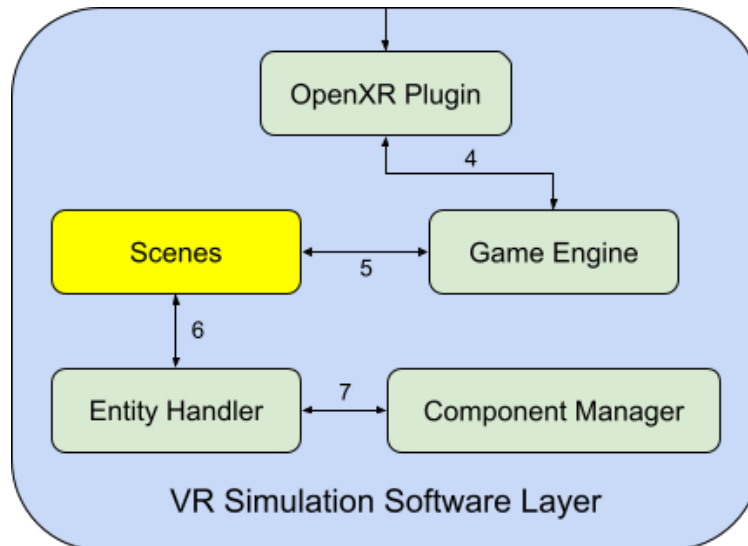 OpenXR Plugin
4
Scenes
5
Game Engine
6
Entity Handler
7
Component Manager
VR Simulation Software Layer